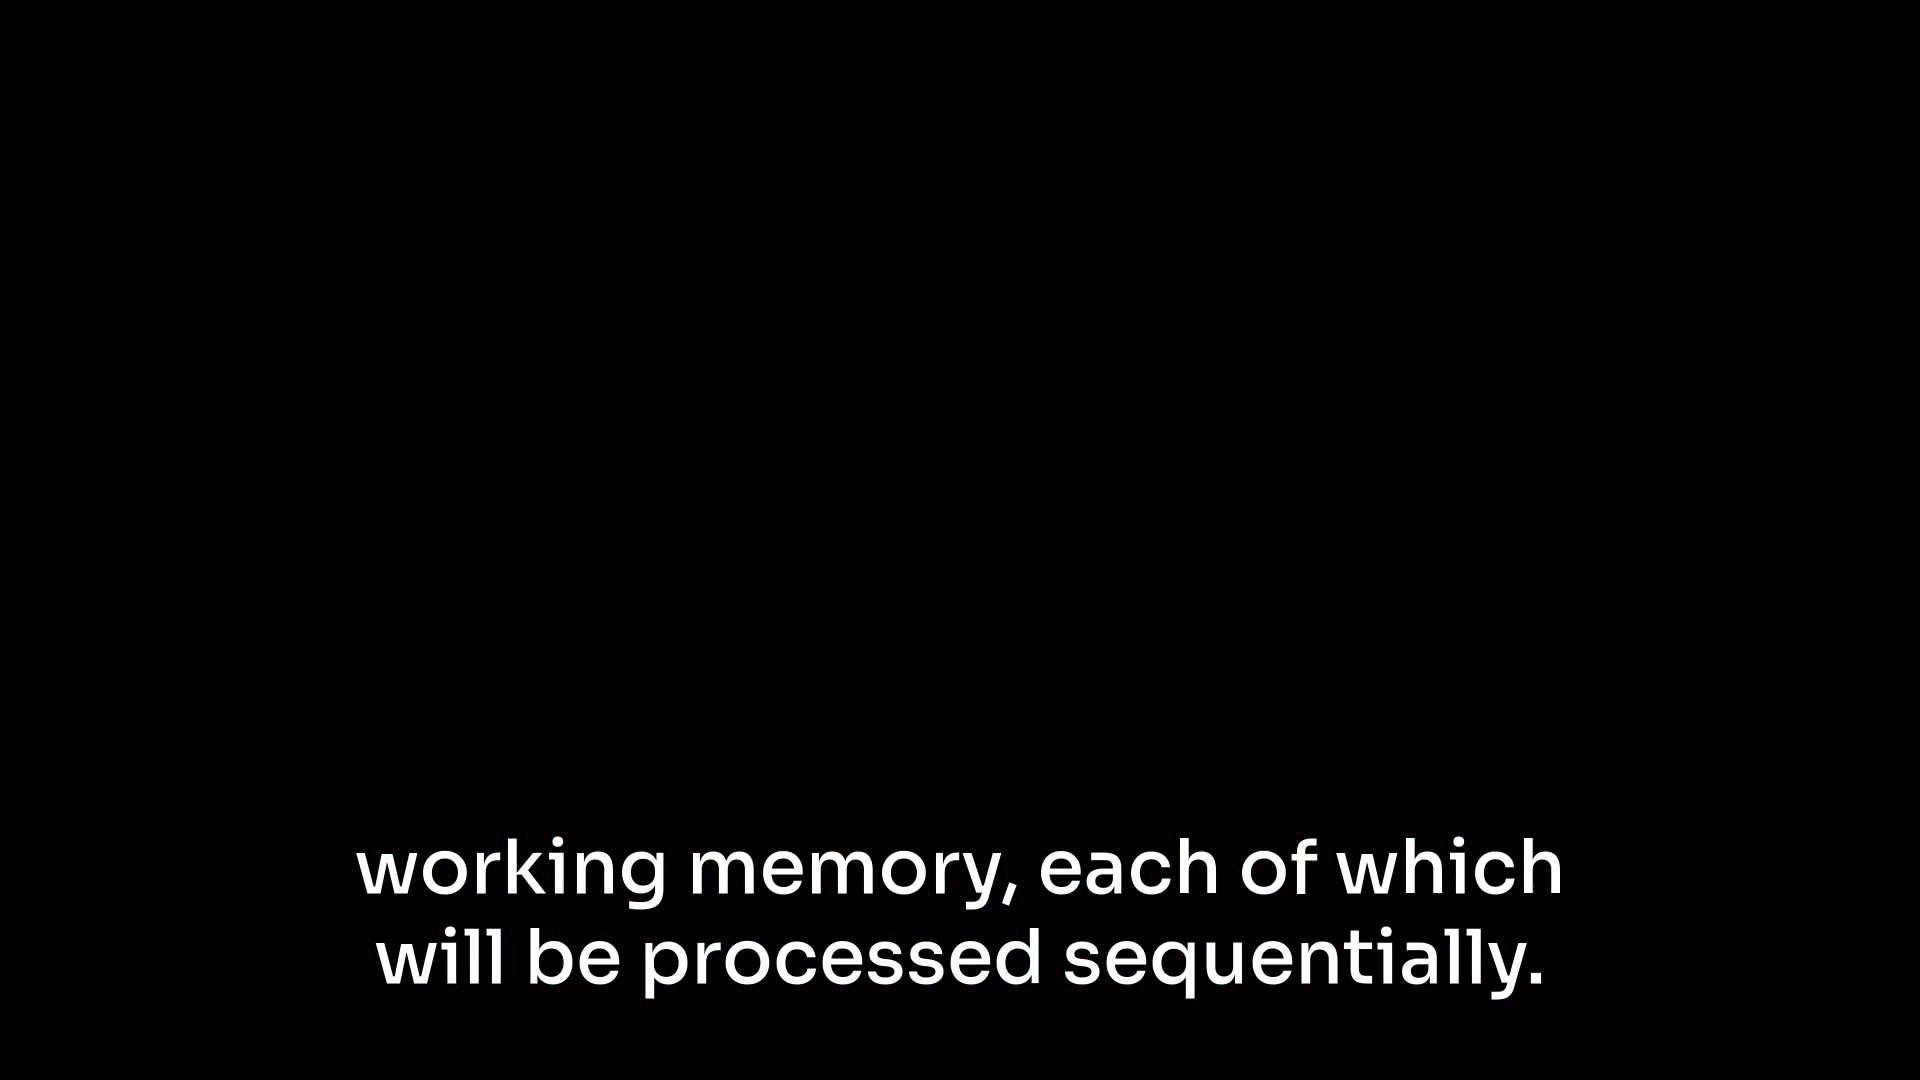 working memory, each of which
will be processed sequentially.